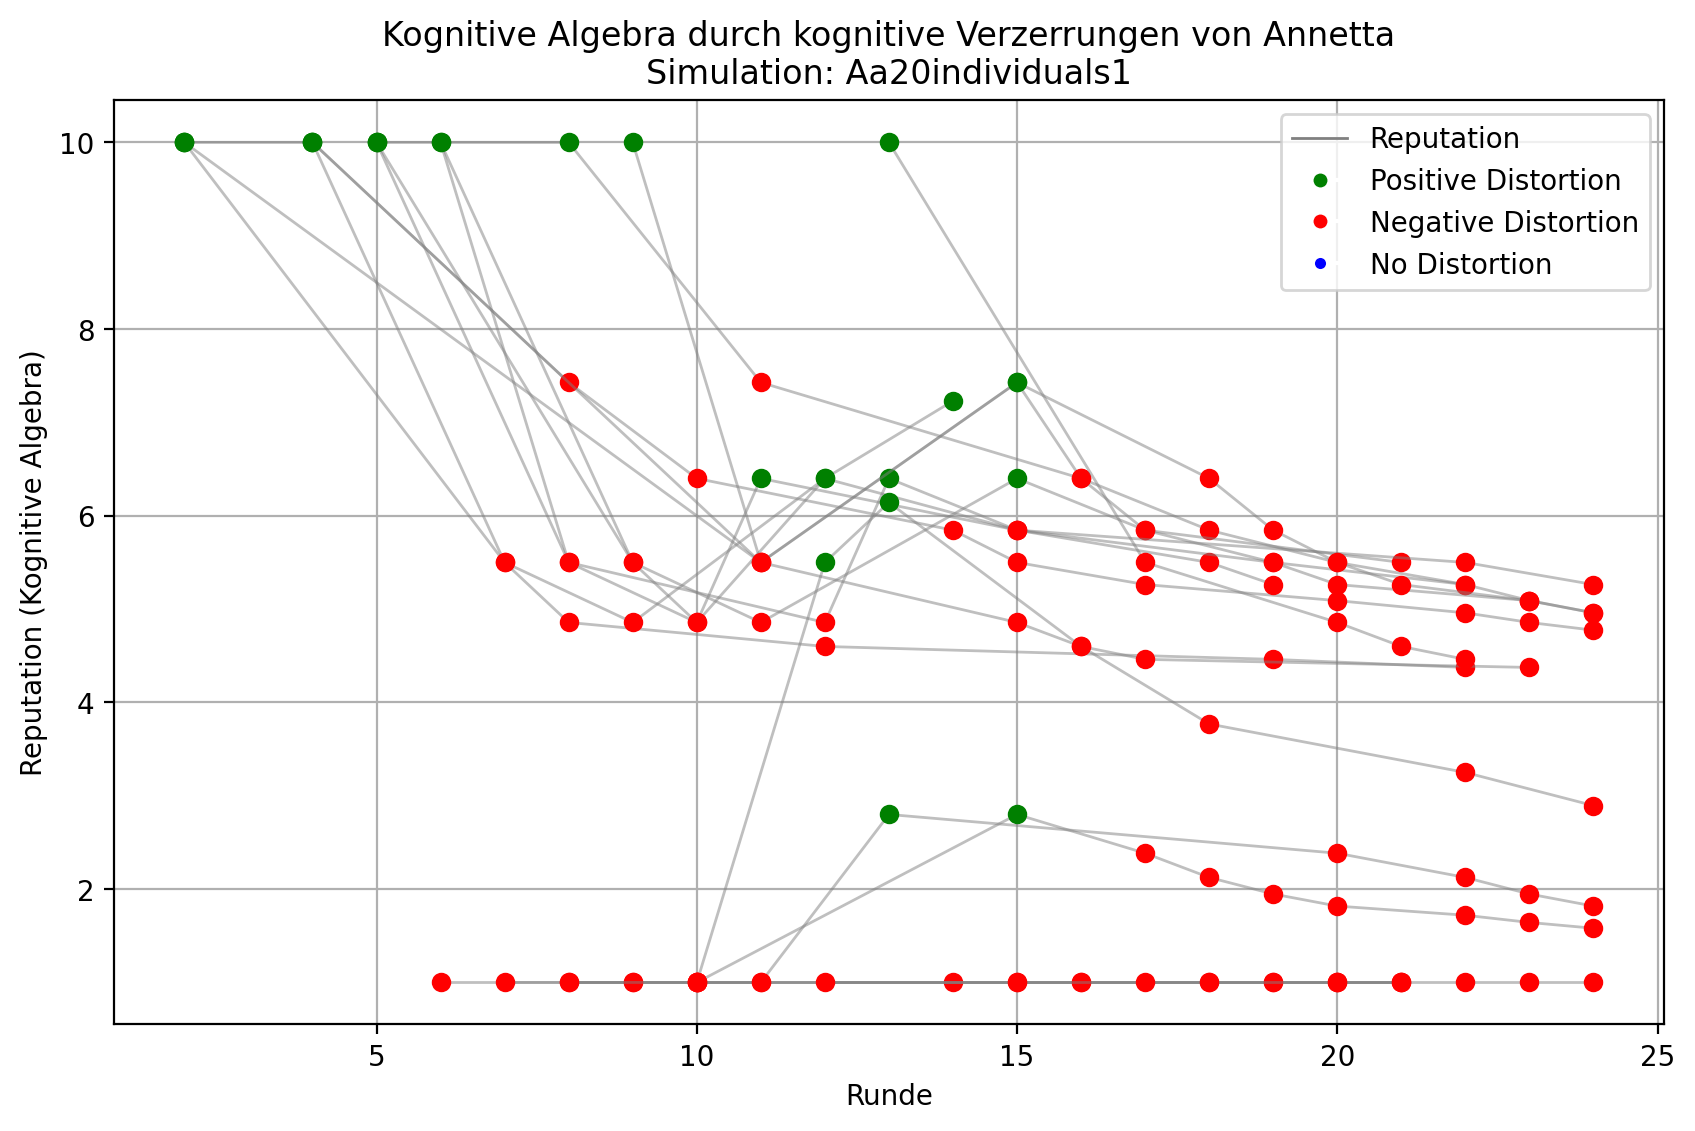 Kognitive Algebra durch kognitive Verzerrungen von Annetta
Simulation: Aa20individuals1
Reputation
Positive Distortion
Negative Distortion
No Distortion
Reputation (Kognitive Algebra)
10
8
6
4
2
5
10
15
20
25
Runde